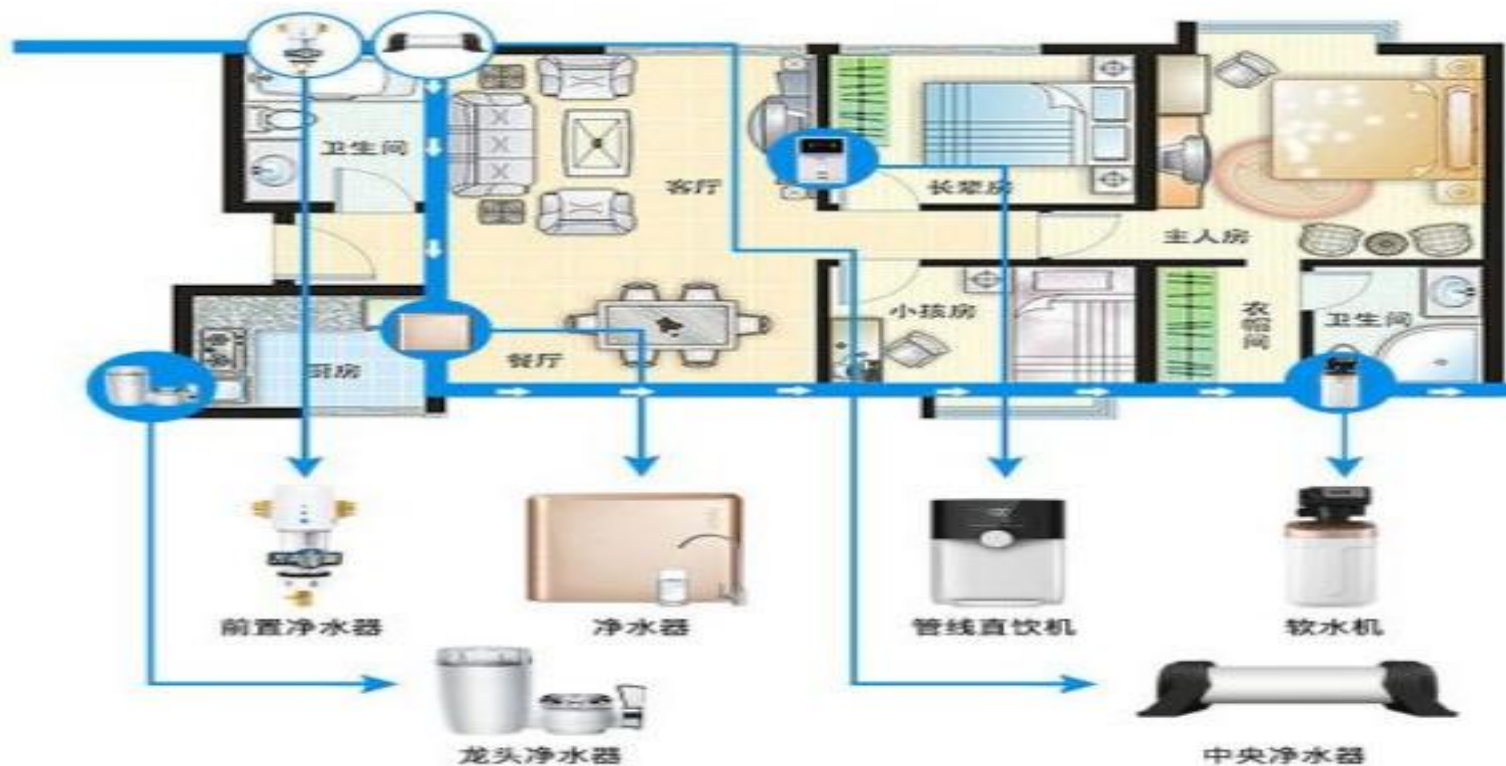 卫生间
客厅
长辈房
主人房
小孩房
衣帽间
卫生间
餐厅
厨房
前置净水器
净水器
管线直饮机
软水机
龙头净水器
中央净水器